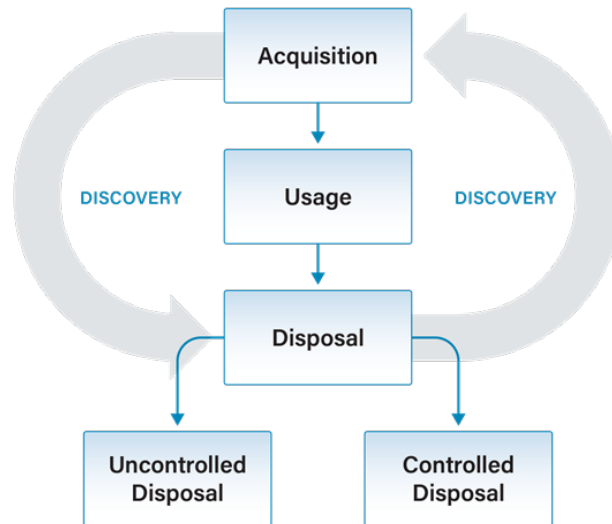 Acquisition
DISCOVERY
Usage
DISCOVERY
Disposal
Uncontrolled
Disposal
Controlled
Disposal